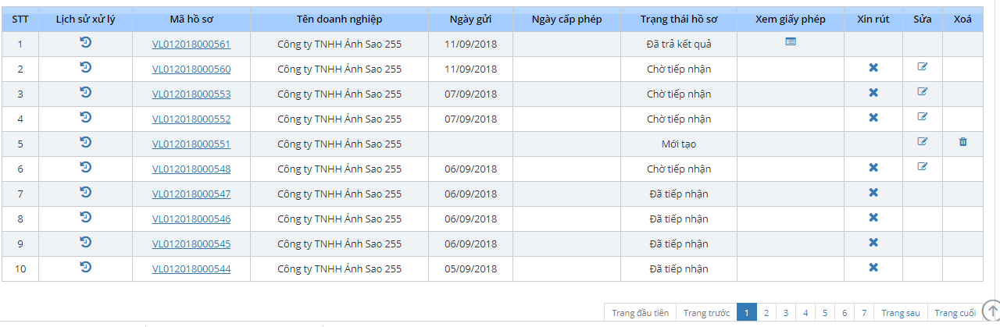 STT Lịch sử xử lý Mã hồ sơ Tên doanh nghiệp Ngày gửi Ngày cấp phép Trạng thái hồ sơ Xem giấy phép Xin rút Sửa Xoá
1 VL012018000561 Công ty TNHH Ánh Sao 255 11/09/2018 Đã trả kết quả
2 VL012018000560 Công ty TNHH Ánh Sao 255 11/09/2018 Chờ tiếp nhận
3 VL012018000553 Công ty TNHH Ánh Sao 255 07/09/2018 Chờ tiếp nhận
4 VL012018000552 Công ty TNHH Ánh Sao 255 07/09/2018 Chờ tiếp nhận
5 VL012018000551 Công ty TNHH Ánh Sao 255 Mới tạo
6 VL012018000548 Công ty TNHH Ánh Sao 255 06/09/2018 Chờ tiếp nhận
7 VL012018000547 Công ty TNHH Ánh Sao 255 06/09/2018 Đã tiếp nhận
8 VL012018000546 Công ty TNHH Ánh Sao 255 06/09/2018 Đã tiếp nhận
9 VL012018000545 Công ty TNHH Ánh Sao 255 06/09/2018 Đã tiếp nhận
10 VL012018000544 Công ty TNHH Ánh Sao 255 05/09/2018 Đã tiếp nhận
Trang đầu tiên Trang trước 1 2 3 4 5 6 7 Trang sau Trang cuối